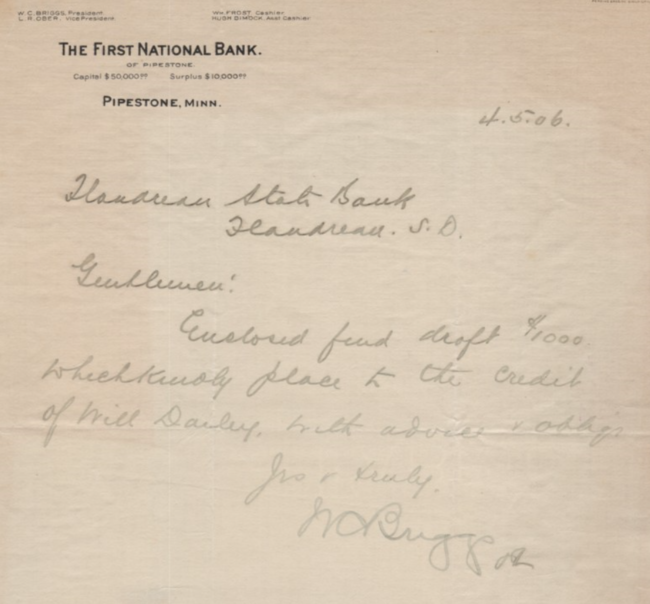 W.C. BRIGGS, President
L.R. OBER, Vice President
Wm FROST Cashier
HUGH DIMOCK, Asst Cashier
THE FIRST NATIONAL BANK.
OF PIPESTONE.
Capital $50,000.00 Surplus $10,000.00
PIPESTONE, MINN.
4.5.06.
Flandreau State Bank
Flandreau. S.D.
Gentlemen:
Enclosed find draft $1000
which kindly place to the credit
of Will Dailey, with advice & oblige
Yrs v truly.
WC Briggs